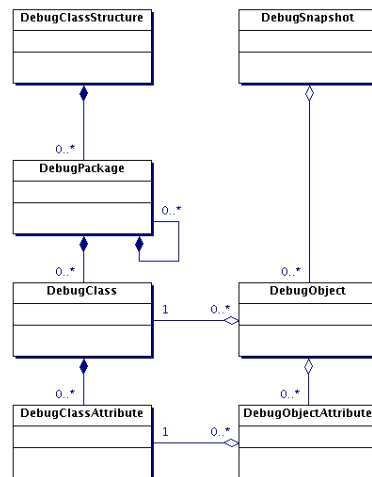 DebugClassStructure
DebugSnapshot
0..*
DebugPackage
0..*
0..*
0..*
DebugClass
DebugObject
1
0..*
0..*
0..*
DebugClassAttribute
DebugObjectAttribute
1
0..*